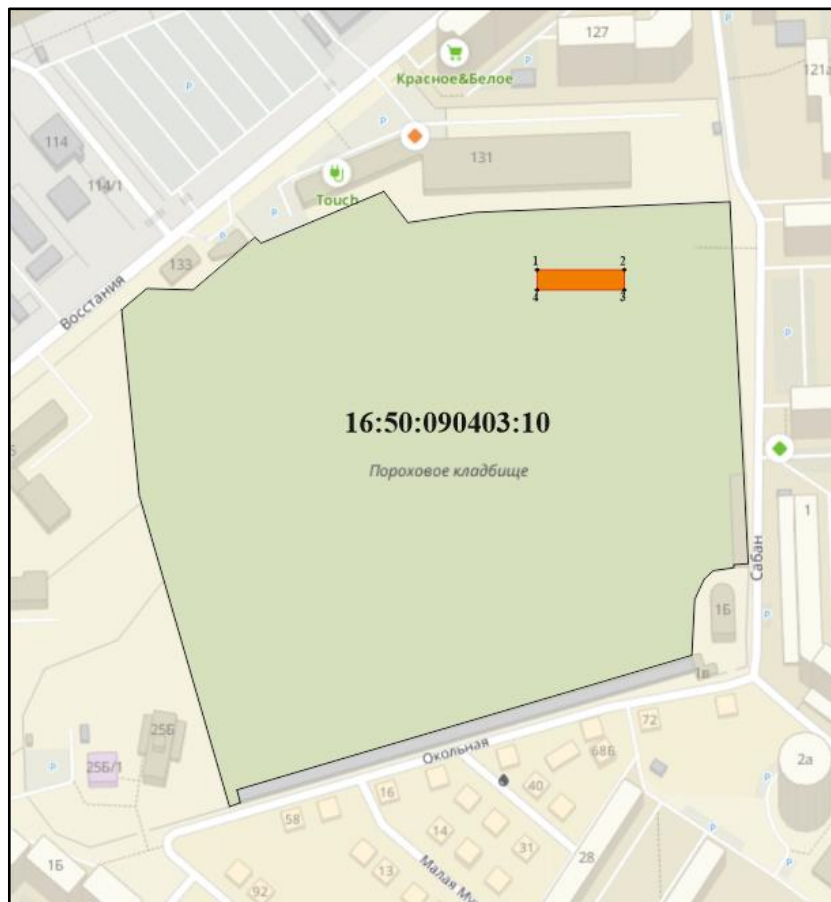 127
Р
Красное&Белое
121а
Р
114
Р
131
114/1
Touch
Р
Р
133
1 2
4 3
Восстания
Р
16:50:090403:10
Пороховое кладбище
1
Сабан
1Б
Р
1в
72
25Б
Окольная
68Б
2а
Р
25Б/1
40
16
58
14
Р
31
28
Р
1Б
Малая
13
92